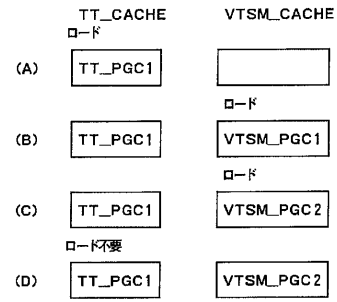 TT_CACHE VTSM_CACHE
ロード
(A) TT_PGC1
ロード
(B) TT_PGC1 VTSM_PGC1
ロード
(C) TT_PGC1 VTSM_PGC2
ロード不要
(D) TT_PGC1 VTSM_PGC2